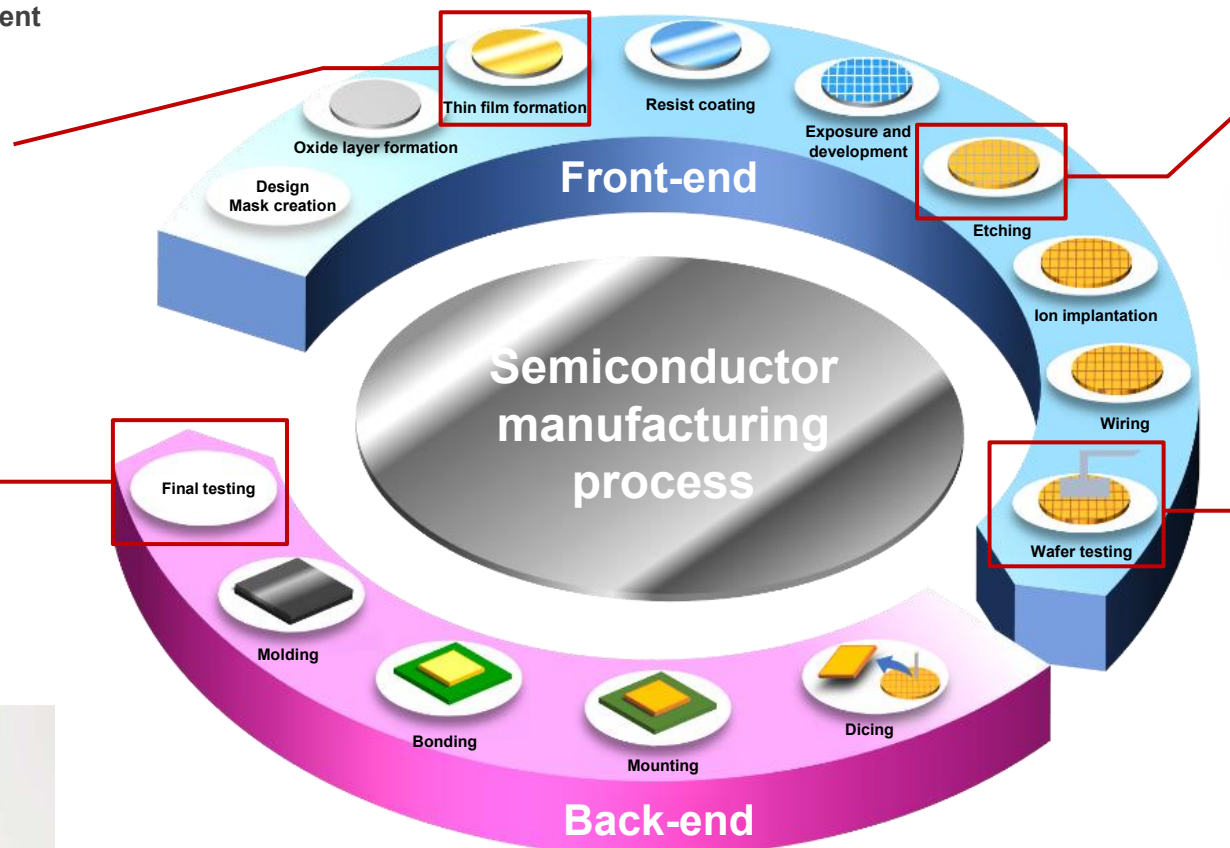 ent
Thin film formation
Resist coating
Oxide layer formation
Exposure and
development
Design
Mask creation
Front-end
Etching
Ion implantation
Semiconductor
manufacturing
process
Wiring
Final testing
Wafer testing
Molding
Bonding
Mounting
Dicing
Back-end